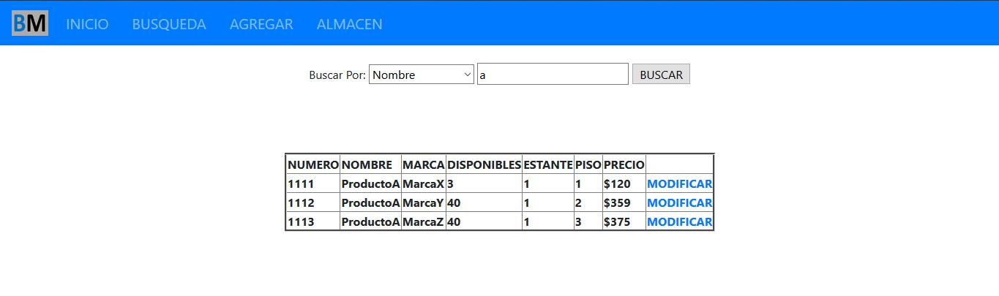 BM INICIO BUSQUEDA AGREGAR ALMACEN
Buscar Por: Nombre a BUSCAR
NUMERO NOMBRE MARCA DISPONIBLES ESTANTE PISO PRECIO
1111 ProductoA MarcaX 3 1 1 $120 MODIFICAR
1112 ProductoA MarcaY 40 1 2 $359 MODIFICAR
1113 ProductoA MarcaZ 40 1 3 $375 MODIFICAR